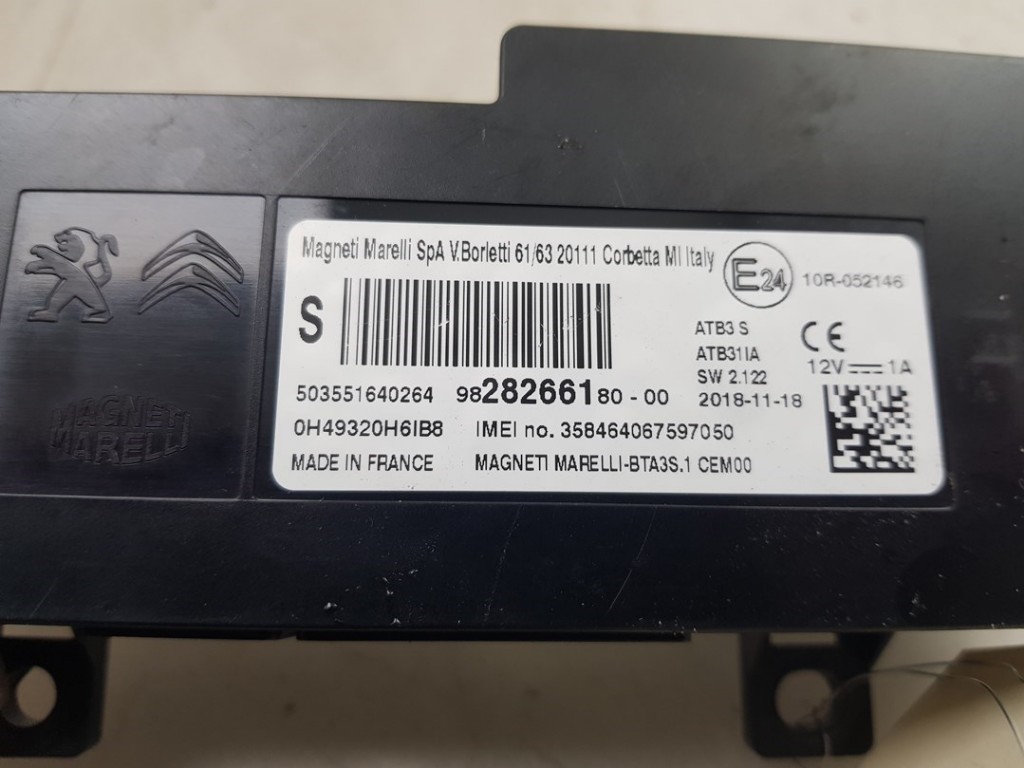 Magneti Marelli SpA V.Borletti 61/63 20111 Corbetta MI Italy
E24 10R-052146
S
ATB3 S
ATB31IA
SW 2.122
2018-11-18
CE
12V 1A
503551640264 9828266180-00
0H49320H6IB8 IMEI no. 358464067597050
MADE IN FRANCE MAGNETI MARELLI-BTA3S.1 CEM00
MAGNETI
MARELLI